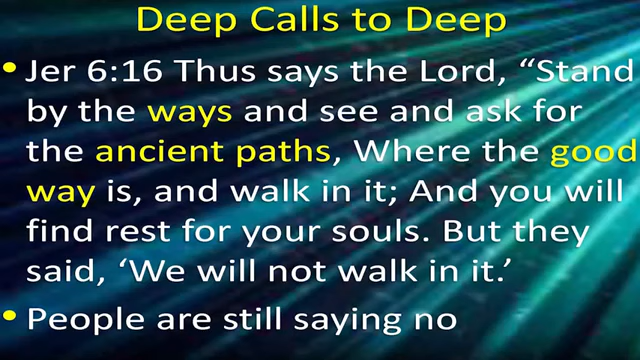 Deep Calls to Deep
• Jer 6:16 Thus says the Lord, “Stand
by the ways and see and ask for
the ancient paths, Where the good
way is, and walk in it; And you will
find rest for your souls. But they
said, ‘We will not walk in it.’
• People are still saying no